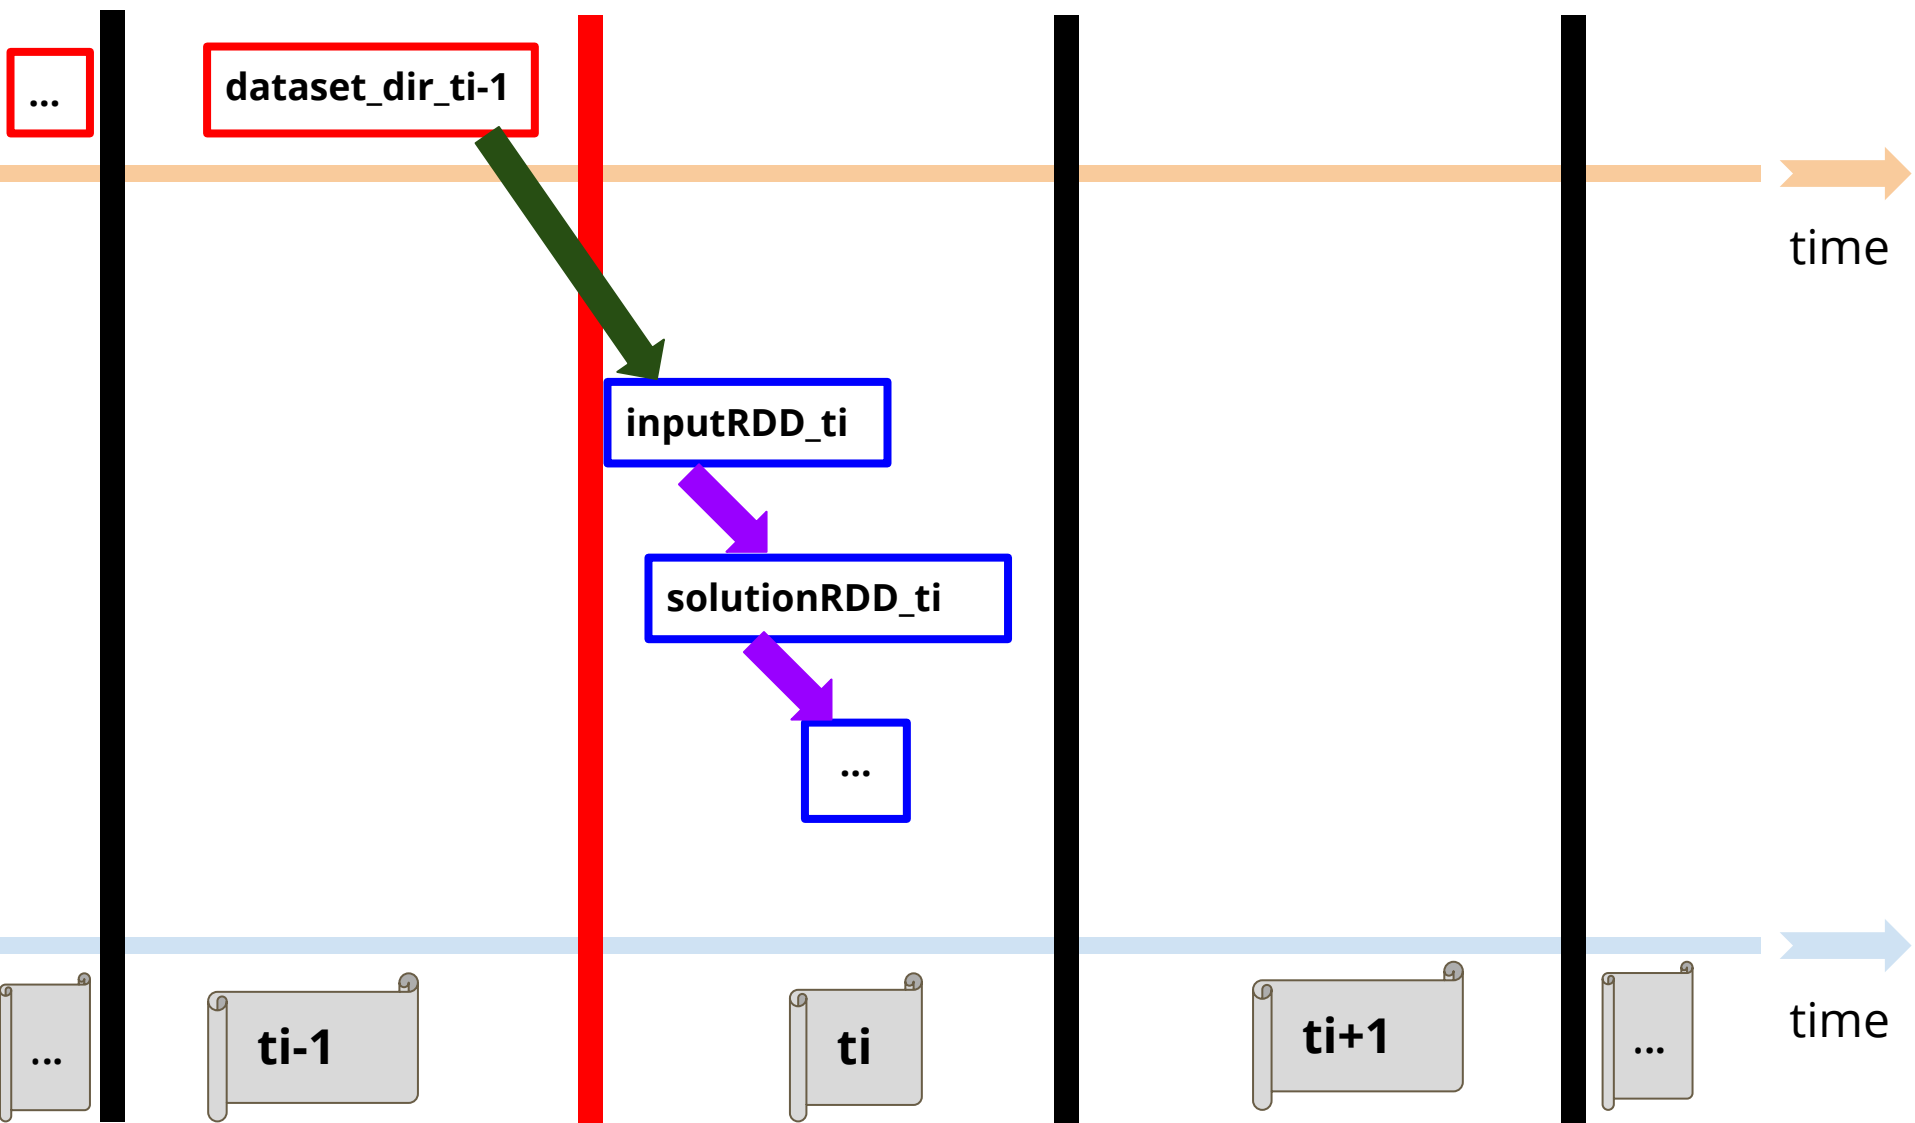 ...
dataset_dir_ti-1
time
inputRDD_ti
solutionRDD_ti
...
...
ti-1
ti
ti+1
...
time